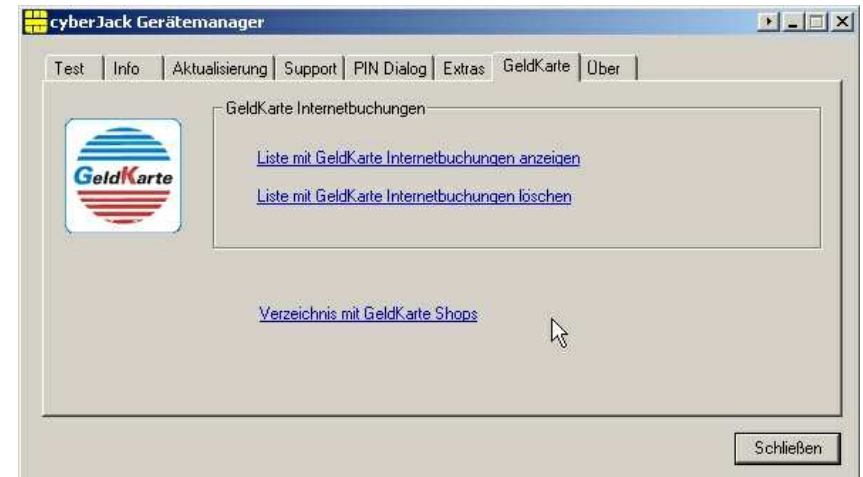 cyberJack Gerätemanager
Test Info Aktualisierung Support PIN Dialog Extras GeldKarte Über
GeldKarte Internetbuchungen
GeldKarte
Liste mit GeldKarte Internetbuchungen anzeigen
Liste mit GeldKarte Internetbuchungen löschen
Verzeichnis mit GeldKarte Shops
Schließen